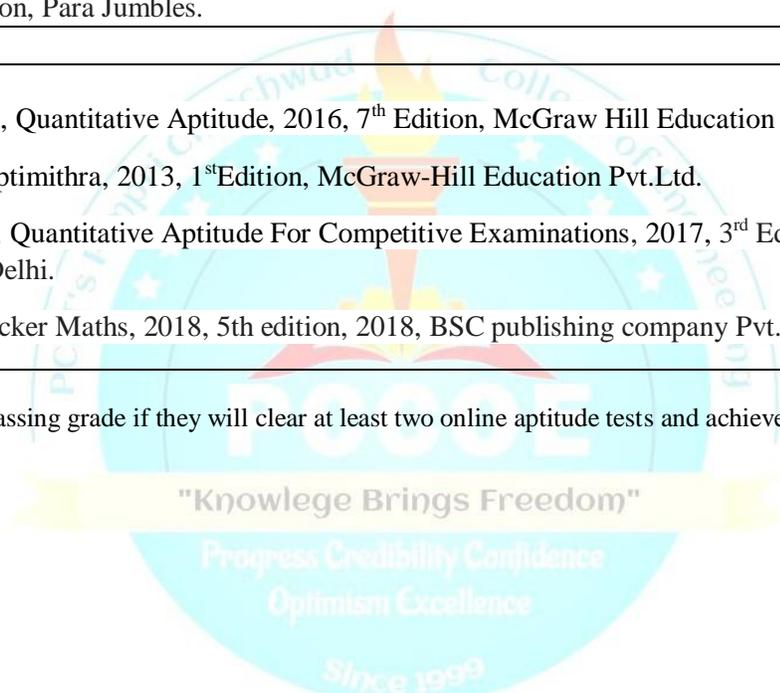 on, Para Jumbles.
, Quantitative Aptitude, 2016, 7th Edition, McGraw Hill Education
ptimithra, 2013, 1stEdition, McGraw-Hill Education Pvt.Ltd.
Quantitative Aptitude For Competitive Examinations, 2017, 3rd Ed
Delhi.
cker Maths, 2018, 5th edition, 2018, BSC publishing company Pvt.
assing grade if they will clear at least two online aptitude tests and achieve
"Knowlege Brings Freedom"
Progress Credibility Confidence
Optimism Excellence
Since 1999